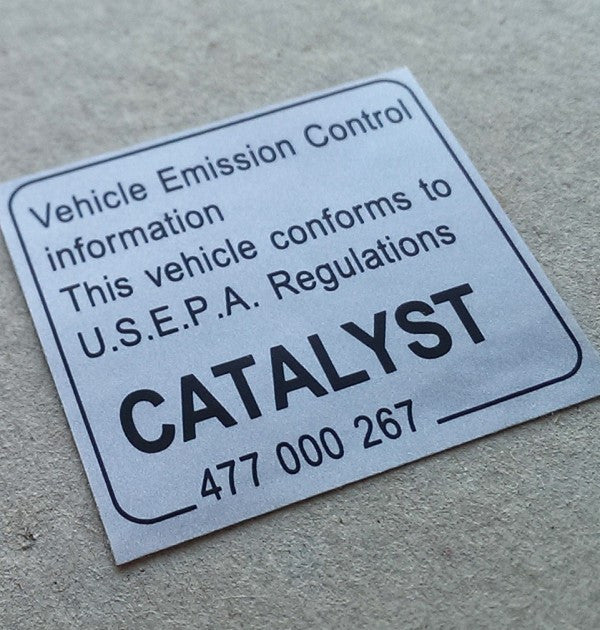 Vehicle Emission Control
information
This vehicle conforms to
U.S.E.P.A. Regulations
CATALYST
477 000 267